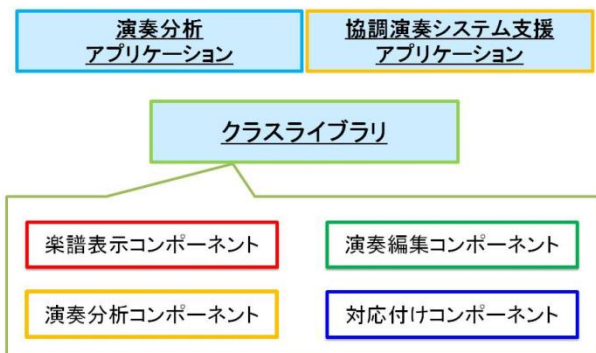 演奏分析
アプリケーション
協調演奏システム支援
アプリケーション
クラスライブラリ
楽譜表示コンポーネント
演奏編集コンポーネント
演奏分析コンポーネント
対応付けコンポーネント